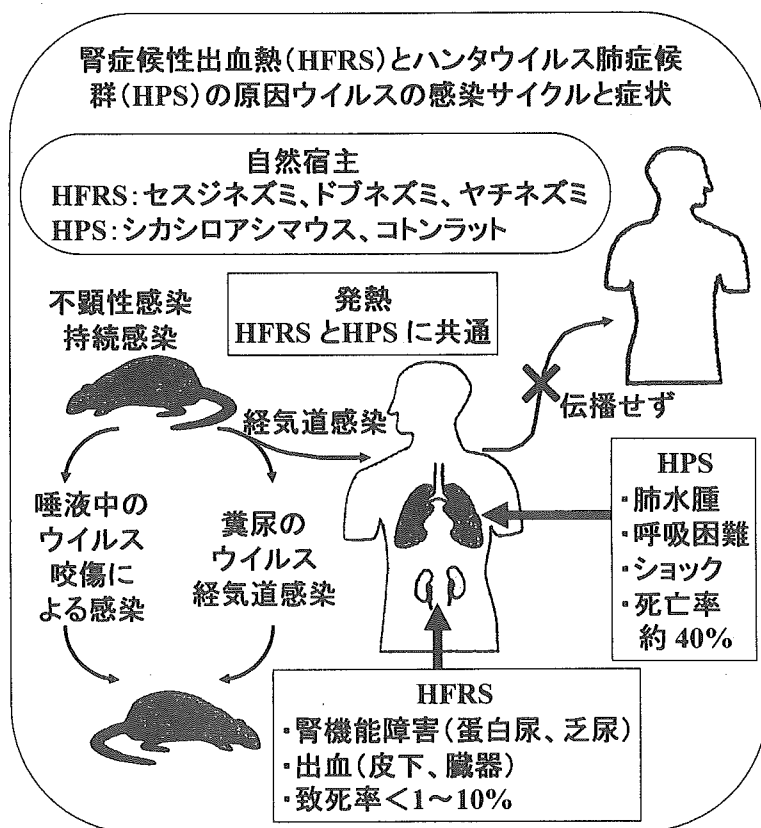 腎症候性出血熱(HFRS)とハンタウイルス肺症候
群(HPS)の原因ウイルスの感染サイクルと症状
自然宿主
HFRS:セスジネズミ、ドブネズミ、ヤチネズミ
HPS:シカシロアシマウス、コトンラット
不顕性感染
持続感染
発熱
HFRSとHPSに共通
経気道感染
伝播せず
唾液中の
ウイルス
咬傷に
よる感染
糞尿の
ウイルス
経気道感染
HPS
・肺水腫
・呼吸困難
・ショック
・死亡率
約40%
HFRS
・腎機能障害(蛋白尿、乏尿)
・出血(皮下、臓器)
・致死率<1~10%